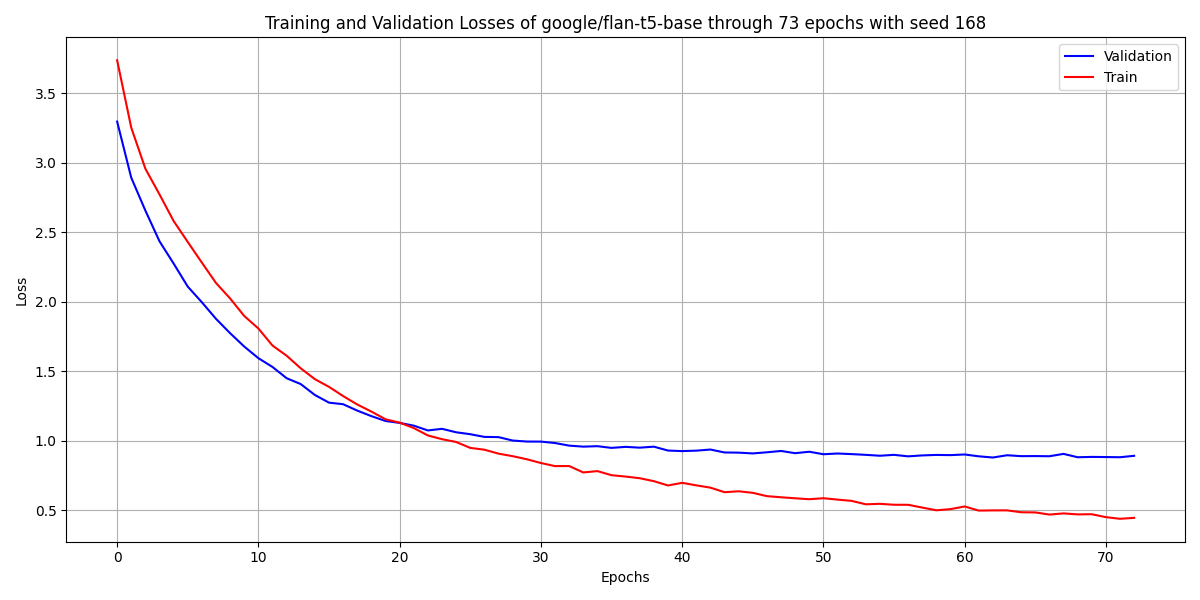 Training and Validation Losses of google/flan-t5-base through 73 epochs with seed 168
Validation
Train
Loss
3.5
3.0
2.5
2.0
1.5
1.0
0.5
0 10 20 30 40 50 60 70
Epochs